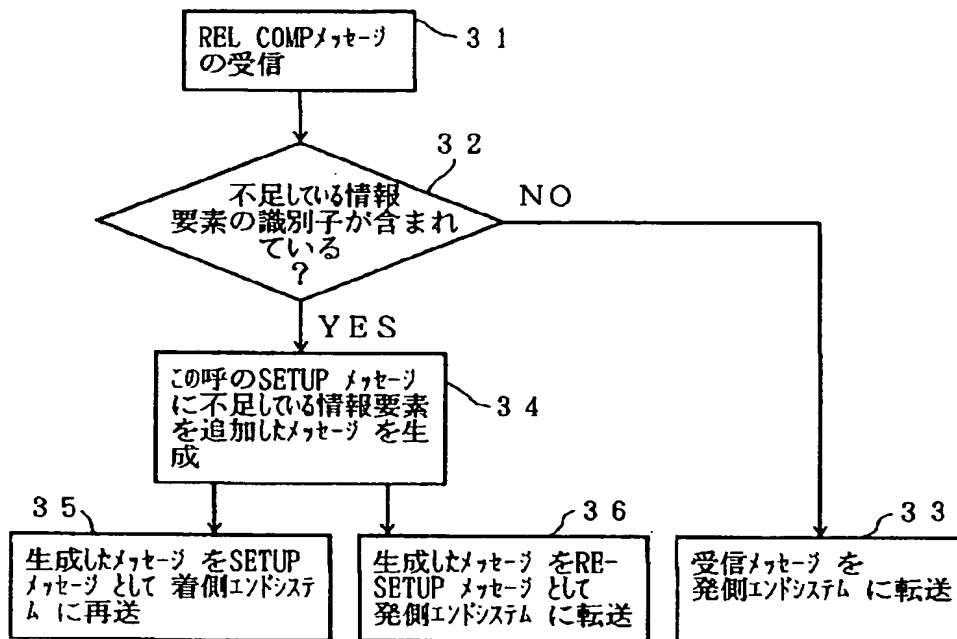 REL COMPメッセージ
の受信
３１
３２
不足している情報
要素の識別子が含まれ
ている
？
NO
YES
この呼のSETUP メッセージ
に不足している情報要素
を追加したメッセージ を生
成
３４
３５
生成したメッセージ をSETUP
メッセージ として 着側エンドシステ
ム に再送
３６
生成したメッセージ をRE-
SETUP メッセージ として
発側エンドシステム に転送
３３
受信メッセージ を
発側エンドシステム に転送